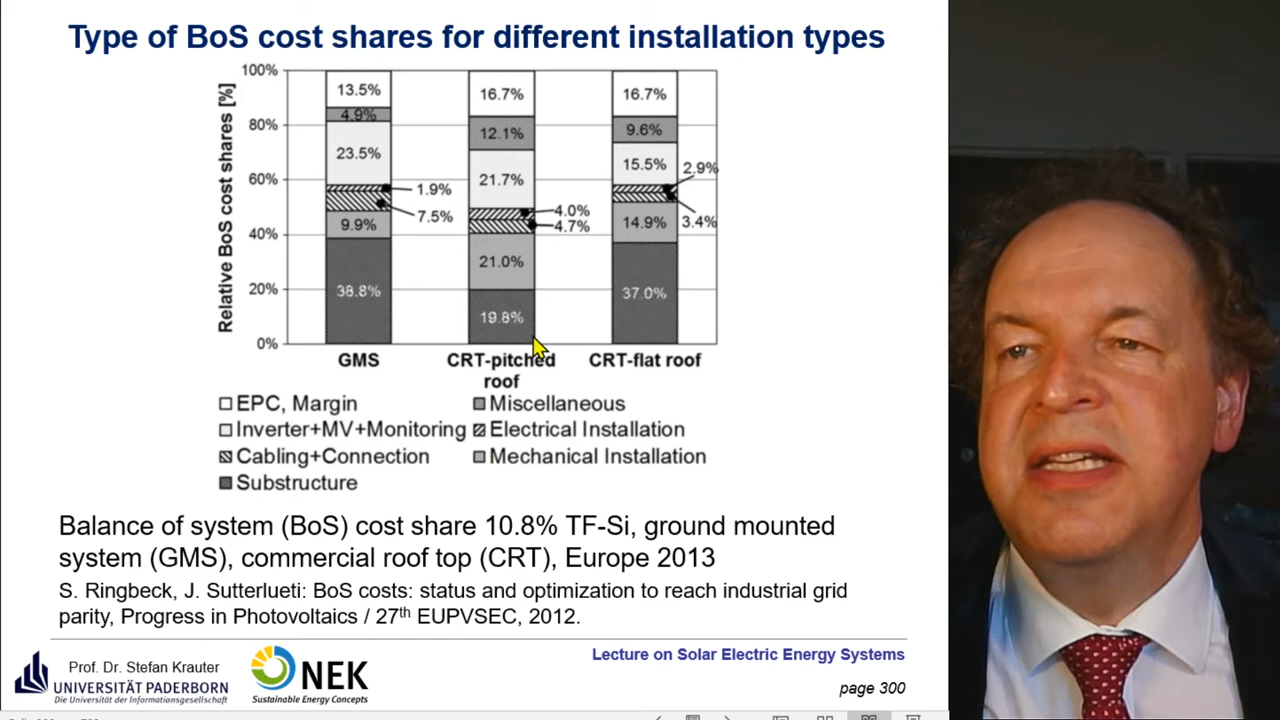 Type of BoS cost shares for different installation types
Relative BoS cost shares [%]
100%
80%
60%
40%
20%
0%
13.5%
4.9%
23.5%
1.9%
7.5%
9.9%
38.8%
16.7%
12.1%
21.7%
4.0%
4.7%
21.0%
19.8%
16.7%
9.6%
15.5%
2.9%
3.4%
14.9%
37.0%
GMS
CRT-pitched
roof
CRT-flat roof
EPC, Margin
Miscellaneous
Inverter+MV+Monitoring
Electrical Installation
Cabling+Connection
Mechanical Installation
Substructure
Balance of system (BoS) cost share 10.8% TF-Si, ground mounted
system (GMS), commercial roof top (CRT), Europe 2013
S. Ringbeck, J. Sutterlueti: BoS costs: status and optimization to reach industrial grid
parity, Progress in Photovoltaics / 27th EUPVSEC, 2012.
Prof. Dr. Stefan Krauter
UNIVERSITÄT PADERBORN
Die Universität der Informationsgesellschaft
NEK
Sustainable Energy Concepts
Lecture on Solar Electric Energy Systems
page 300